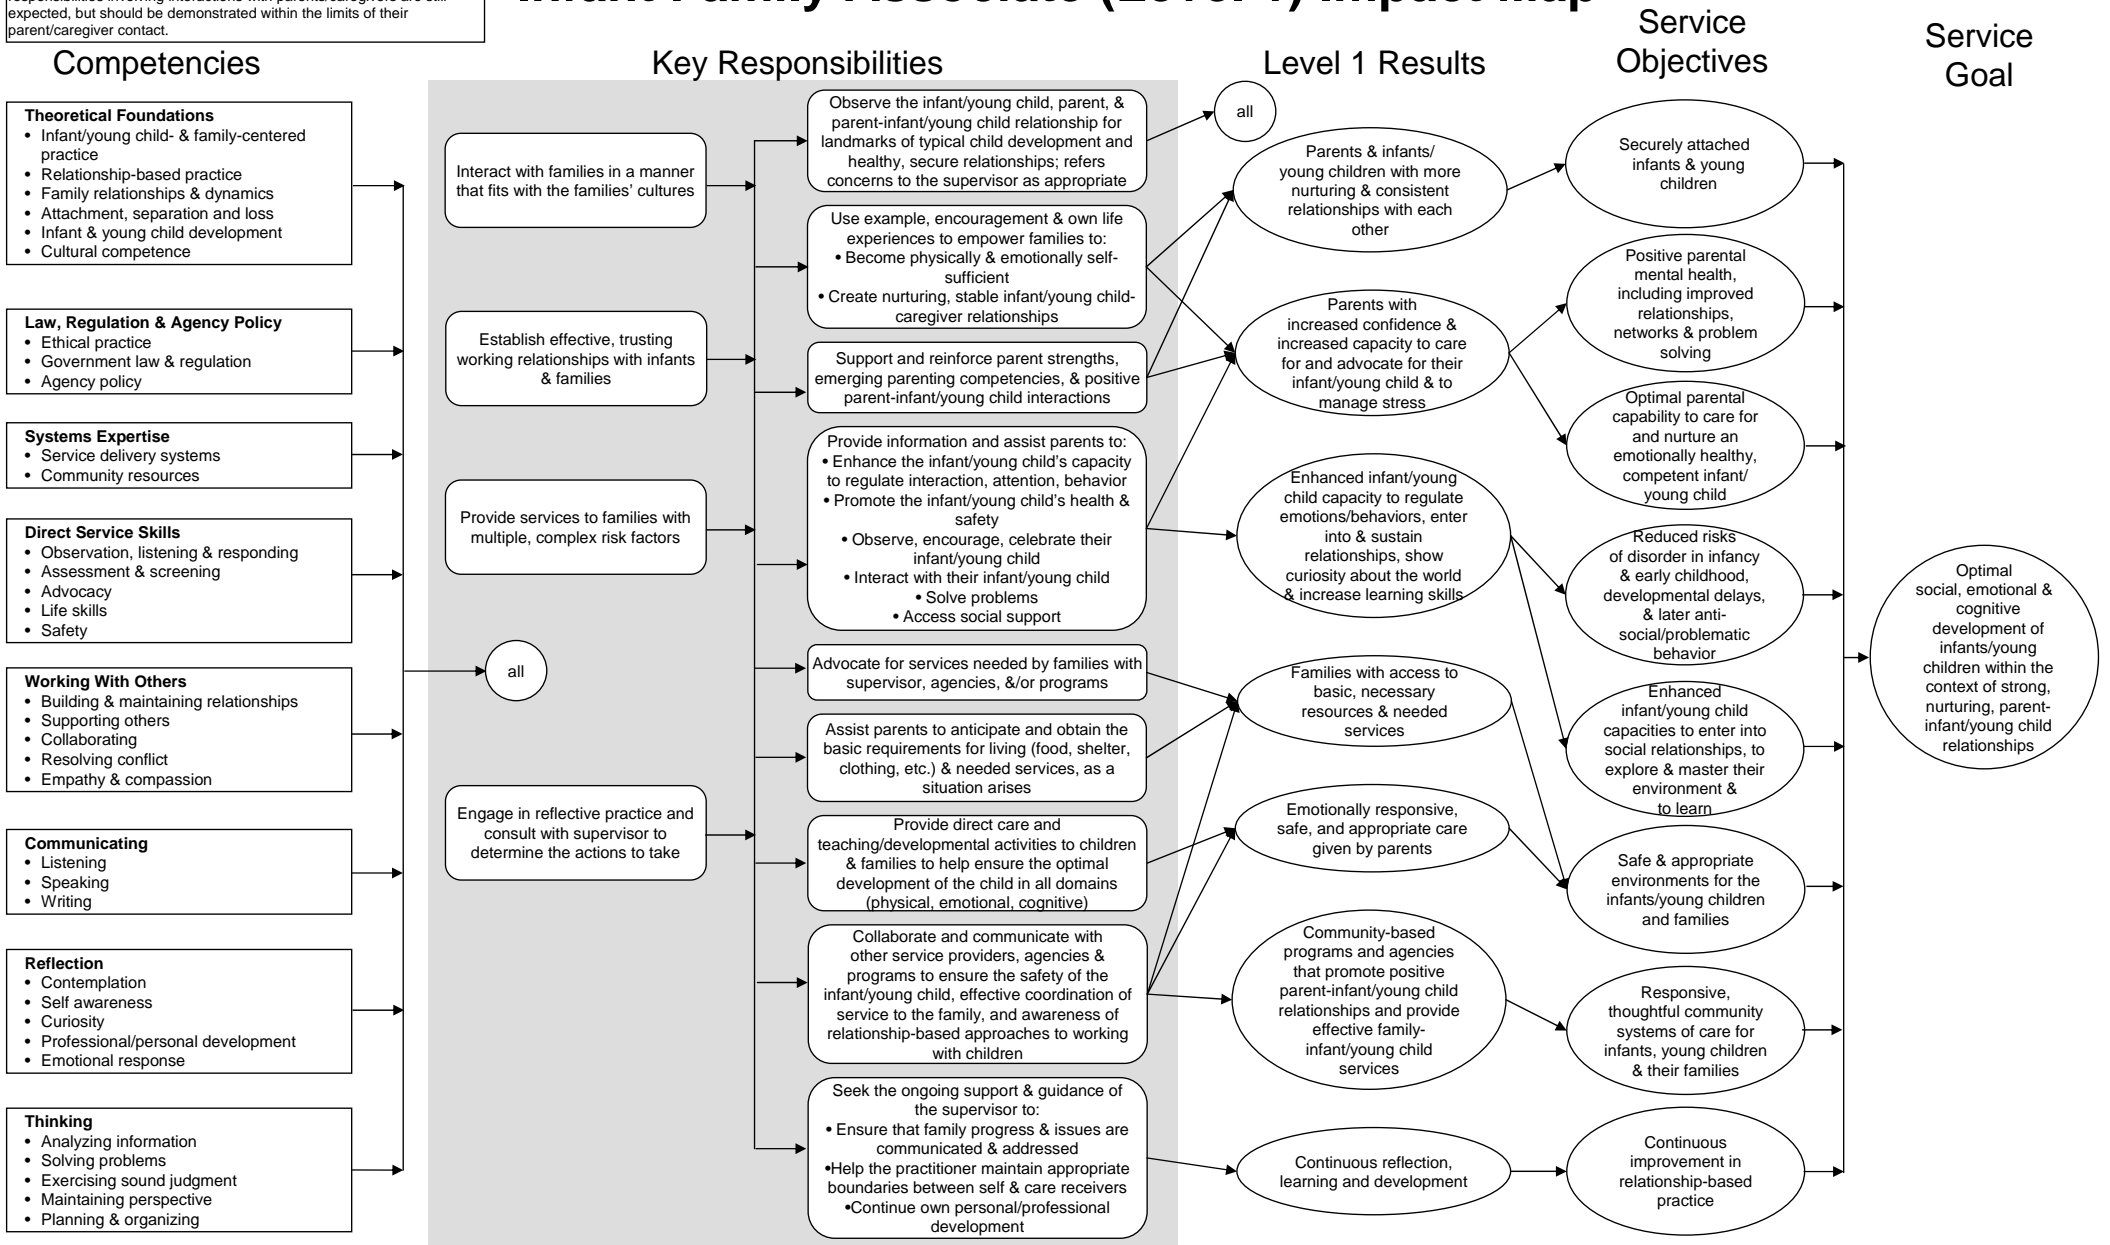 expected, but should be demonstrated within the limits of their
parent/caregiver contact.
Competencies
Key Responsibilities
Level 1 Results
Service
Objectives
Service
Goal
Theoretical Foundations
• Infant/young child- & family-centered
practice
• Relationship-based practice
• Family relationships & dynamics
• Attachment, separation and loss
• Infant & young child development
• Cultural competence
Law, Regulation & Agency Policy
• Ethical practice
• Government law & regulation
• Agency policy
Systems Expertise
• Service delivery systems
• Community resources
Direct Service Skills
• Observation, listening & responding
• Assessment & screening
• Advocacy
• Life skills
• Safety
Working With Others
• Building & maintaining relationships
• Supporting others
• Collaborating
• Resolving conflict
• Empathy & compassion
Communicating
• Listening
• Speaking
• Writing
Reflection
• Contemplation
• Self awareness
• Curiosity
• Professional/personal development
• Emotional response
Thinking
• Analyzing information
• Solving problems
• Exercising sound judgment
• Maintaining perspective
• Planning & organizing
all
Interact with families in a manner
that fits with the families' cultures
Establish effective, trusting
working relationships with infants
& families
Provide services to families with
multiple, complex risk factors
Engage in reflective practice and
consult with supervisor to
determine the actions to take
Observe the infant/young child, parent, &
parent-infant/young child relationship for
landmarks of typical child development and
healthy, secure relationships; refers
concerns to the supervisor as appropriate
Use example, encouragement & own life
experiences to empower families to:
• Become physically & emotionally self-
sufficient
• Create nurturing, stable infant/young child-
caregiver relationships
Support and reinforce parent strengths,
emerging parenting competencies, & positive
parent-infant/young child interactions
Provide information and assist parents to:
• Enhance the infant/young child's capacity
to regulate interaction, attention, behavior
• Promote the infant/young child's health &
safety
• Observe, encourage, celebrate their
infant/young child
• Interact with their infant/young child
• Solve problems
• Access social support
Advocate for services needed by families with
supervisor, agencies, &/or programs
Assist parents to anticipate and obtain the
basic requirements for living (food, shelter,
clothing, etc.) & needed services, as a
situation arises
Provide direct care and
teaching/developmental activities to children
& families to help ensure the optimal
development of the child in all domains
(physical, emotional, cognitive)
Collaborate and communicate with
other service providers, agencies &
programs to ensure the safety of the
infant/young child, effective coordination of
service to the family, and awareness of
relationship-based approaches to working
with children
Seek the ongoing support & guidance of
the supervisor to:
• Ensure that family progress & issues are
communicated & addressed
•Help the practitioner maintain appropriate
boundaries between self & care receivers
•Continue own personal/professional
development
all
Parents & infants/
young children with more
nurturing & consistent
relationships with each
other
Parents with
increased confidence &
increased capacity to care
for and advocate for their
infant/young child & to
manage stress
Enhanced infant/young
child capacity to regulate
emotions/behaviors, enter
into & sustain
relationships, show
curiosity about the world
& increase learning skills
Families with access to
basic, necessary
resources & needed
services
Emotionally responsive,
safe, and appropriate care
given by parents
Community-based
programs and agencies
that promote positive
parent-infant/young child
relationships and provide
effective family-
infant/young child
services
Continuous reflection,
learning and development
Securely attached
infants & young
children
Positive parental
mental health,
including improved
relationships,
networks & problem
solving
Optimal parental
capability to care for
and nurture an
emotionally healthy,
competent infant/
young child
Reduced risks
of disorder in infancy
& early childhood,
developmental delays,
& later anti-
social/problematic
behavior
Enhanced
infant/young child
capacities to enter into
social relationships, to
explore & master their
environment &
to learn
Safe & appropriate
environments for the
infants/young children
and families
Responsive,
thoughtful community
systems of care for
infants, young children
& their families
Continuous
improvement in
relationship-based
practice
Optimal
social, emotional &
cognitive
development of
infants/young
children within the
context of strong,
nurturing, parent-
infant/young child
relationships